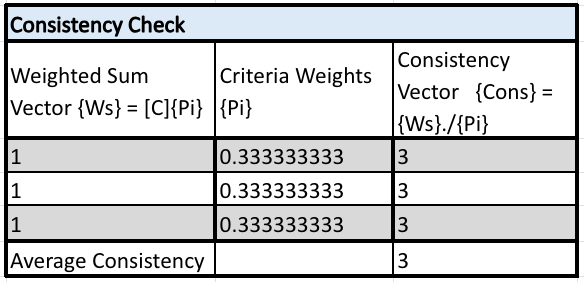 Consistency Check
Weighted Sum
Vector {Ws} = [C]{Pi}
Criteria Weights
{Pi}
Consistency
Vector   {Cons} =
{Ws}./{Pi}
1 0.333333333 3
1 0.333333333 3
1 0.333333333 3
Average Consistency 3